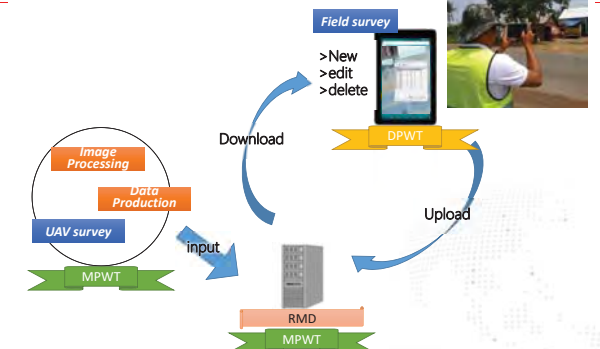 Field survey
>New
>edit
>delete
DPWT
Download
Image
Processing
Data
Production
UAV survey
MPWT
input
Upload
RMD
MPWT